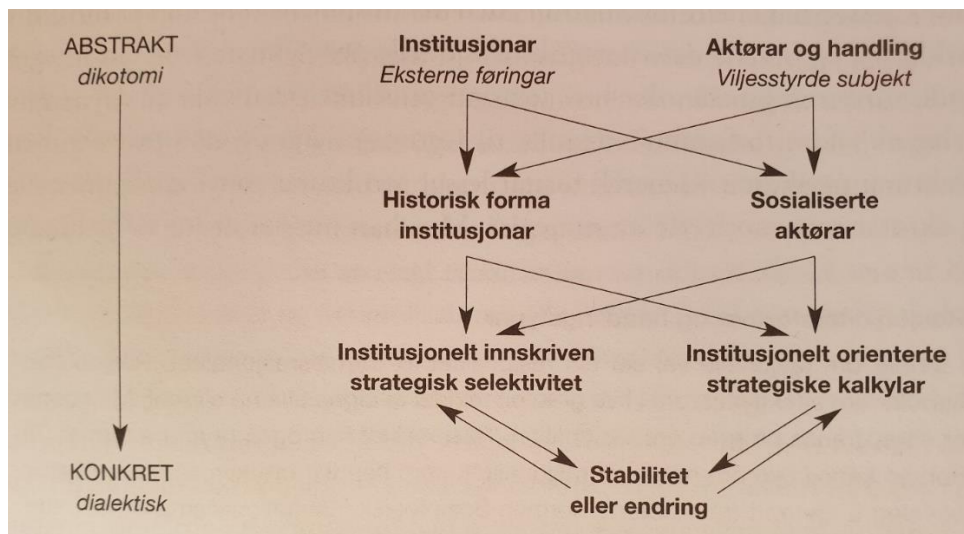 ABSTRAKT
dikotomi
Institusjonar
Eksterne føringar
Aktørar og handling
Viljesstyrde subjekt
Historisk forma
institusjonar
Sosialiserte
aktørar
Institusjonelt innskriven
strategisk selektivitet
Institusjonelt orienterte
strategiske kalkylar
KONKRET
dialektisk
Stabilitet
eller endring